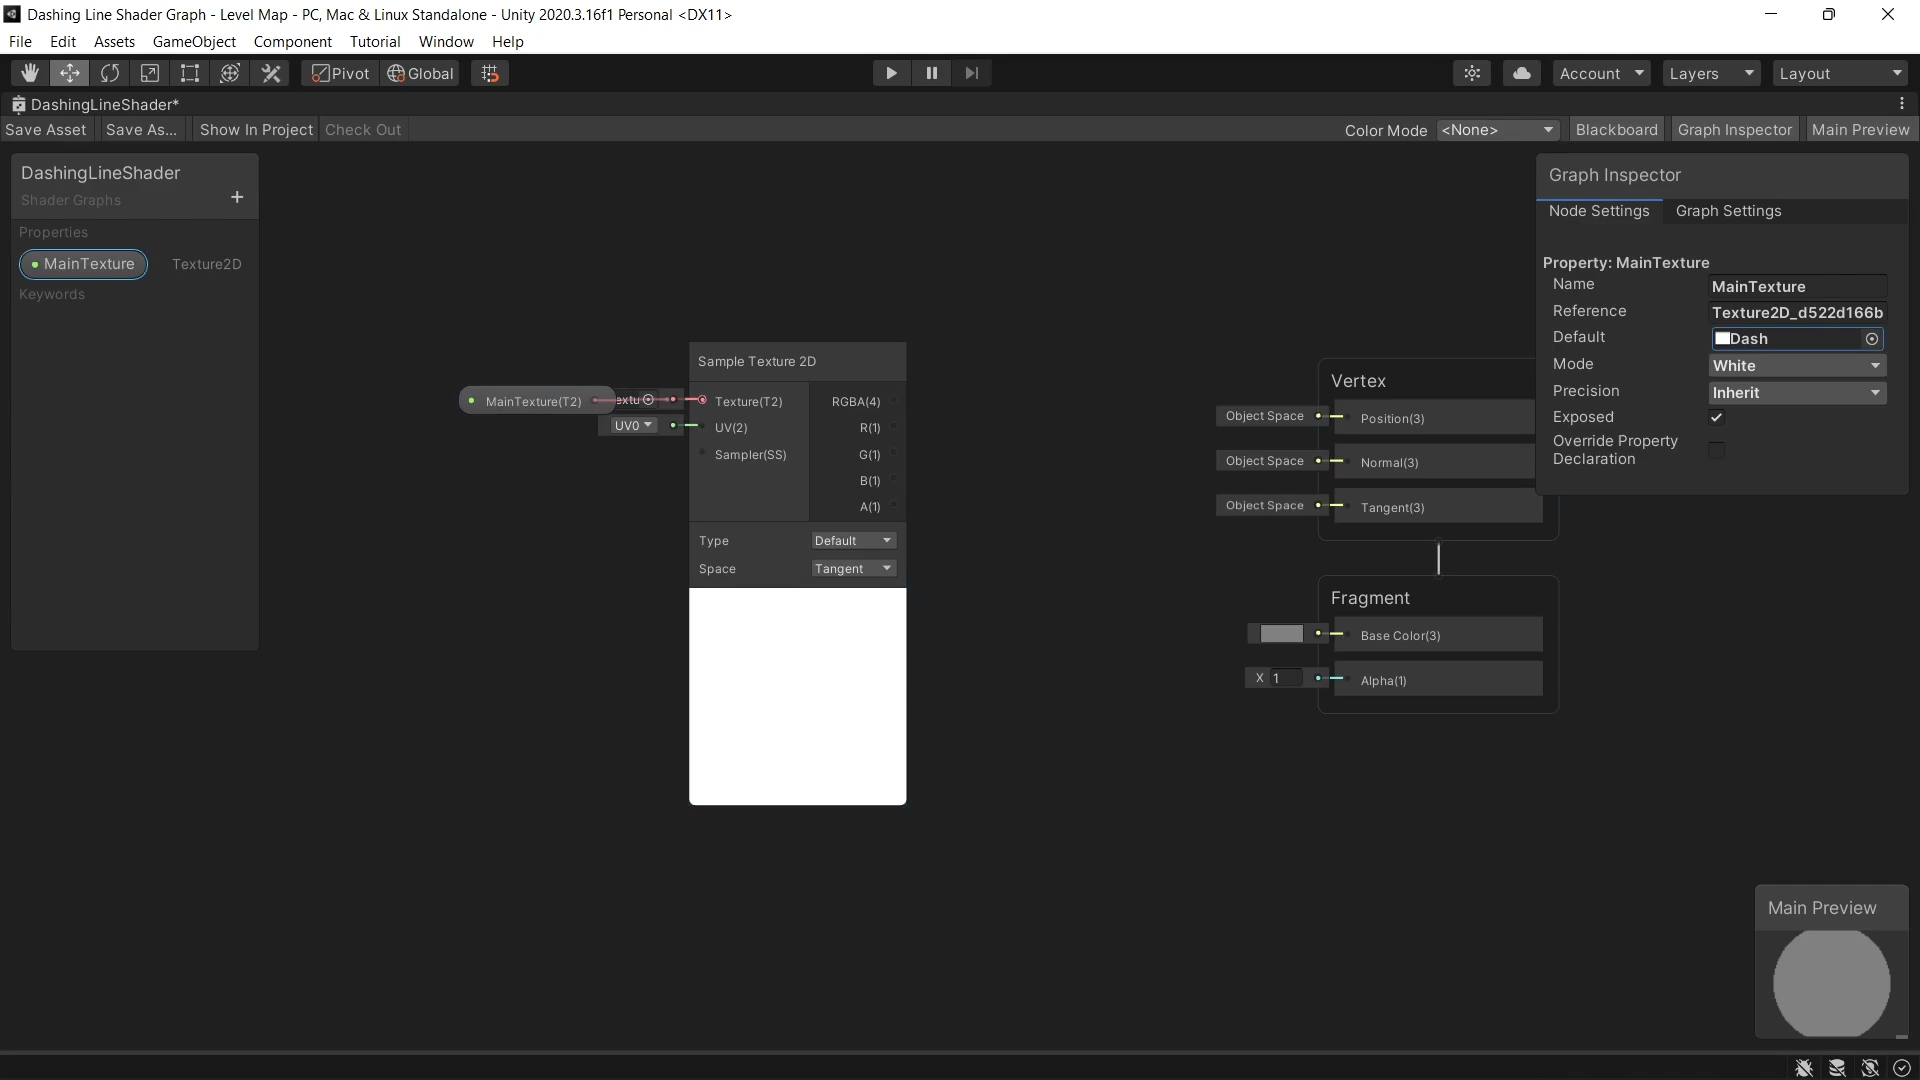 Dashing Line Shader Graph - Level Map - PC, Mac & Linux Standalone - Unity 2020.3.16f1 Personal <DX11>
File Edit Assets GameObject Component Tutorial Window Help
Pivot Global Account Layers Layout
DashingLineShader*
Save Asset Save As... Show In Project Check Out Color Mode <None> Blackboard Graph Inspector Main Preview
DashingLineShader
Shader Graphs
+
Properties
MainTexture Texture2D
Keywords
MainTexture(T2)
extu
UV0
Sample Texture 2D
Texture(T2) RGBA(4)
UV(2) R(1)
Sampler(SS) G(1)
B(1)
A(1)
Type Default
Space Tangent
Vertex
Object Space Position(3)
Object Space Normal(3)
Object Space Tangent(3)
Fragment
Base Color(3)
X 1 Alpha(1)
Graph Inspector
Node Settings Graph Settings
Property: MainTexture
Name MainTexture
Reference Texture2D_d522d166b
Default Dash
Mode White
Precision Inherit
Exposed
Override Property
Declaration
Main Preview